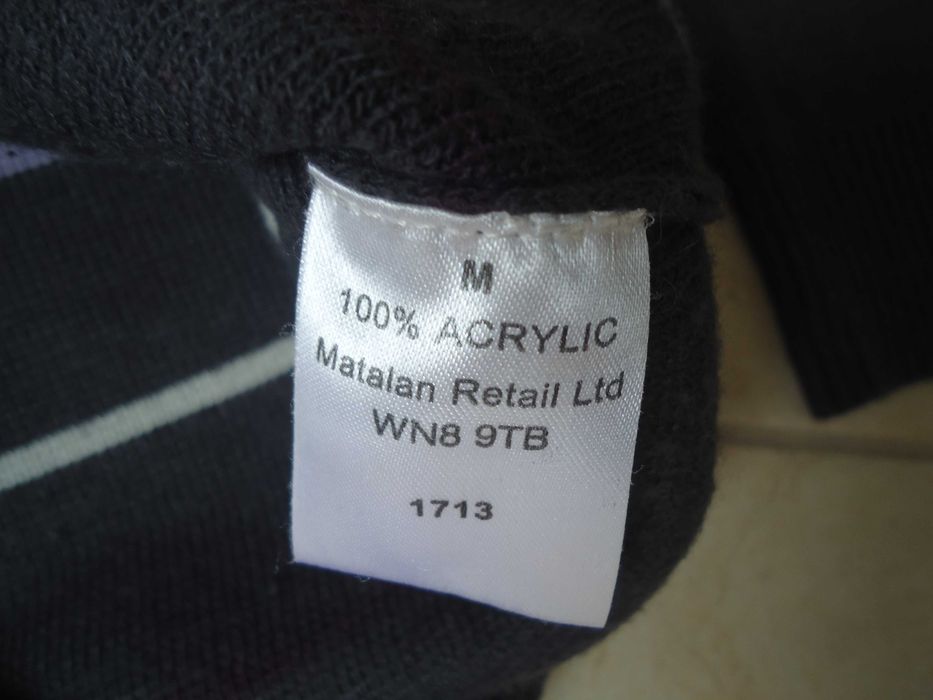 M
100% ACRYLIC
Matalan Retail Ltd
WN8 9TB
1713